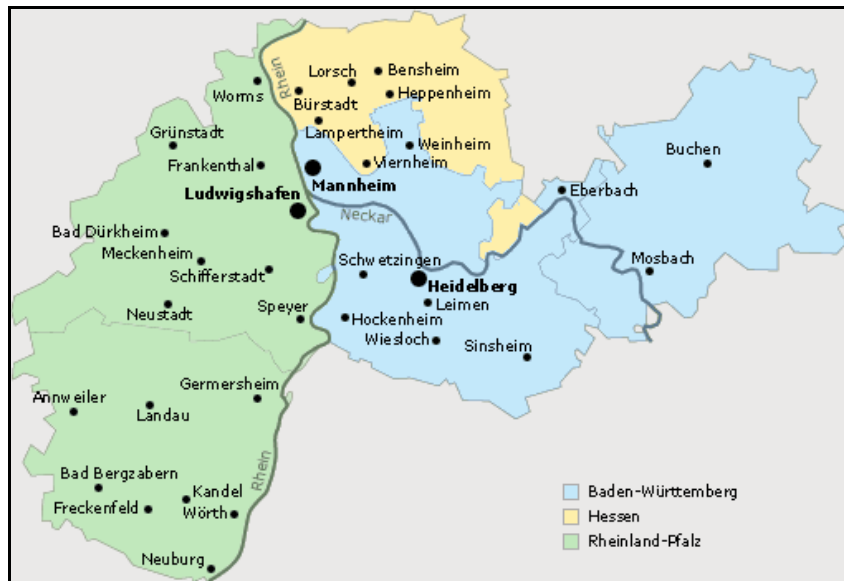 Rhein
Lorsch
Bensheim
Worms
Heppenheim
Bürstadt
Grünstadt
Lampertheim
Weinheim
Buchen
Frankenthal
Viernheim
Mannheim
Ludwigshafen
Eberbach
Neckar
Bad Dürkheim
Meckenheim
Schwetzingen
Mosbach
Schifferstadt
Heidelberg
Neustadt
Speyer
Leimen
Hockenheim
Wiesloch
Sinsheim
Germersheim
Annweiler
Landau
Rhein
Bad Bergzabern
Kandel
Freckenfeld
Wörth
Neuburg
Baden-Württemberg
Hessen
Rheinland-Pfalz